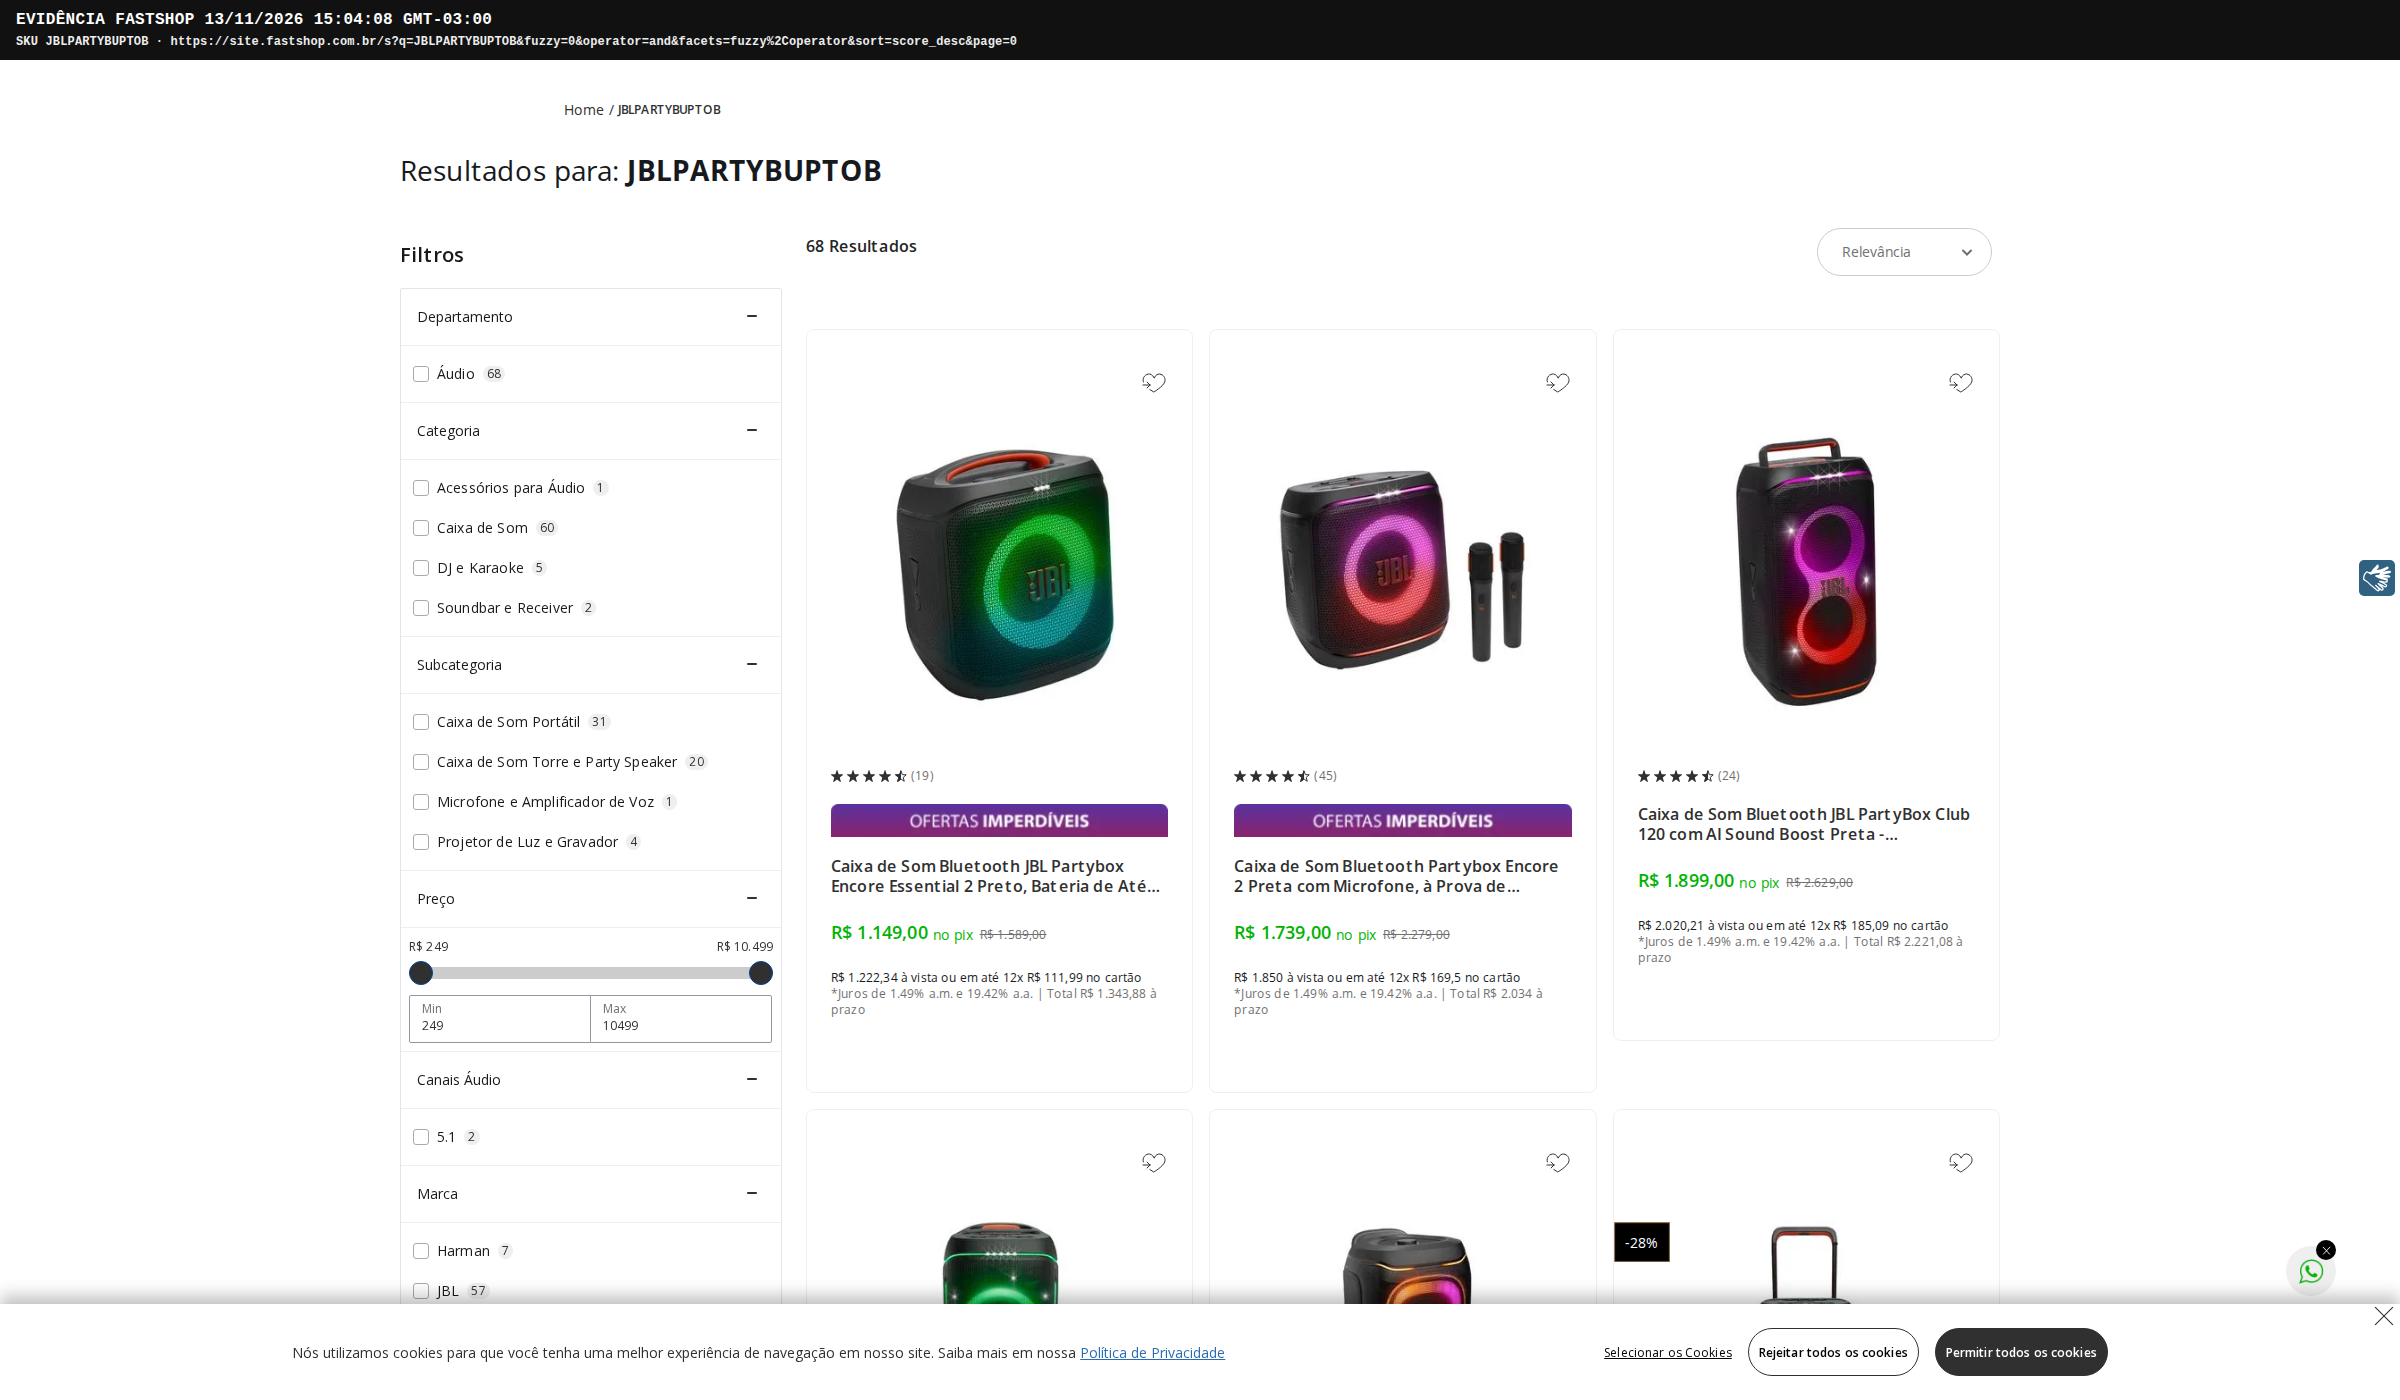 EVIDÊNCIA FASTSHOP 13/11/2026 15:04:08 GMT-03:00
SKU JBLPARTYBUPTOB · https://site.fastshop.com.br/s?q=JBLPARTYBUPTOB&fuzzy=0&operator=and&facets=fuzzy%2Coperator&sort=score_desc&page=0
Home / JBLPARTYBUPTOB
Resultados para: JBLPARTYBUPTOB
Filtros
68 Resultados
Relevância
Departamento
Áudio 68
Categoria
Acessórios para Áudio 1
Caixa de Som 60
DJ e Karaoke 5
Soundbar e Receiver 2
Subcategoria
Caixa de Som Portátil 31
Caixa de Som Torre e Party Speaker 20
Microfone e Amplificador de Voz 1
Projetor de Luz e Gravador 4
Preço
R$ 249 R$ 10.499
Min Max
249 10499
Canais Áudio
5.1 2
Marca
Harman 7
JBL 57
JBL
(19)
OFERTAS IMPERDÍVEIS
Caixa de Som Bluetooth JBL Partybox
Encore Essential 2 Preto, Bateria de Até...
R$ 1.149,00 no pix R$ 1.589,00
R$ 1.222,34 à vista ou em até 12x R$ 111,99 no cartão
*Juros de 1.49% a.m. e 19.42% a.a. | Total R$ 1.343,88 à
prazo
JBL
(45)
OFERTAS IMPERDÍVEIS
Caixa de Som Bluetooth Partybox Encore
2 Preta com Microfone, à Prova de...
R$ 1.739,00 no pix R$ 2.279,00
R$ 1.850 à vista ou em até 12x R$ 169,5 no cartão
*Juros de 1.49% a.m. e 19.42% a.a. | Total R$ 2.034 à
prazo
JBL
(24)
Caixa de Som Bluetooth JBL PartyBox Club
120 com AI Sound Boost Preta -...
R$ 1.899,00 no pix R$ 2.629,00
R$ 2.020,21 à vista ou em até 12x R$ 185,09 no cartão
*Juros de 1.49% a.m. e 19.42% a.a. | Total R$ 2.221,08 à
prazo
-28%
Nós utilizamos cookies para que você tenha uma melhor experiência de navegação em nosso site. Saiba mais em nossa Política de Privacidade
Selecionar os Cookies
Rejeitar todos os cookies
Permitir todos os cookies